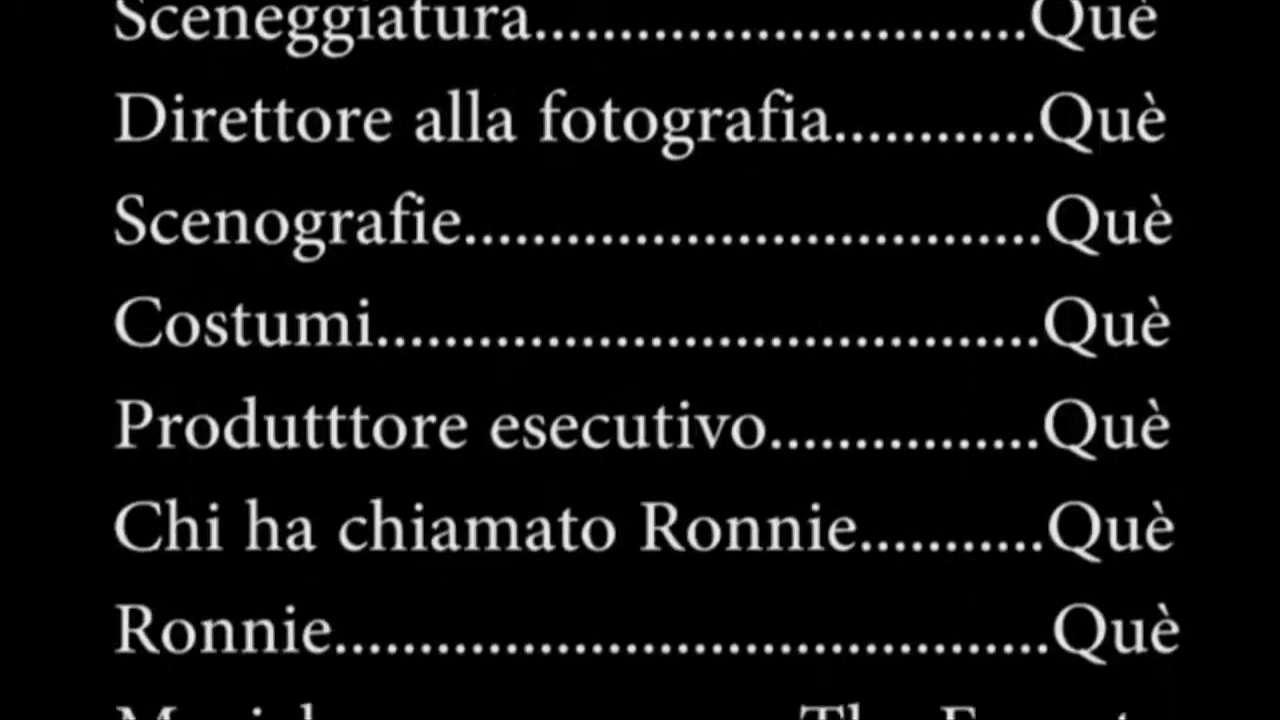 Sceneggiatura.............................Què
Direttore alla fotografia............Què
Scenografie..................................Què
Costumi.......................................Què
Produtttore esecutivo................Què
Chi ha chiamato Ronnie...........Què
Ronnie..........................................Què